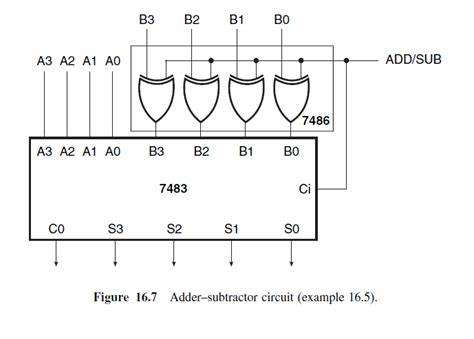 B3 B2 B1 B0
A3 A2 A1 A0 ADD/SUB
7486
A3 A2 A1 A0 B3 B2 B1 B0
7483 Ci
C0 S3 S2 S1 S0
Figure 16.7 Adder–subtractor circuit (example 16.5).